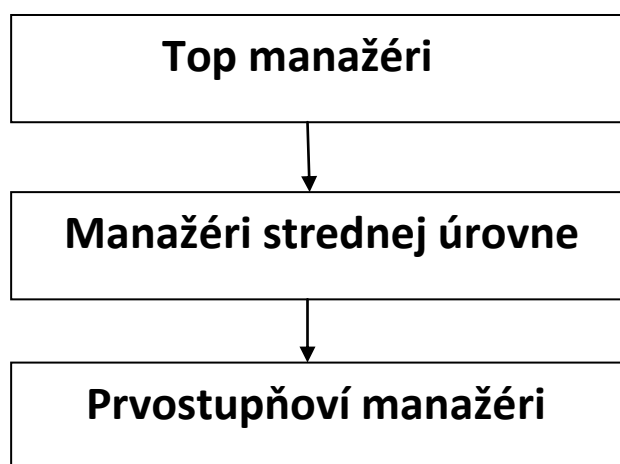 Top manažéri
Manažéri strednej úrovne
Prvostupňoví manažéri